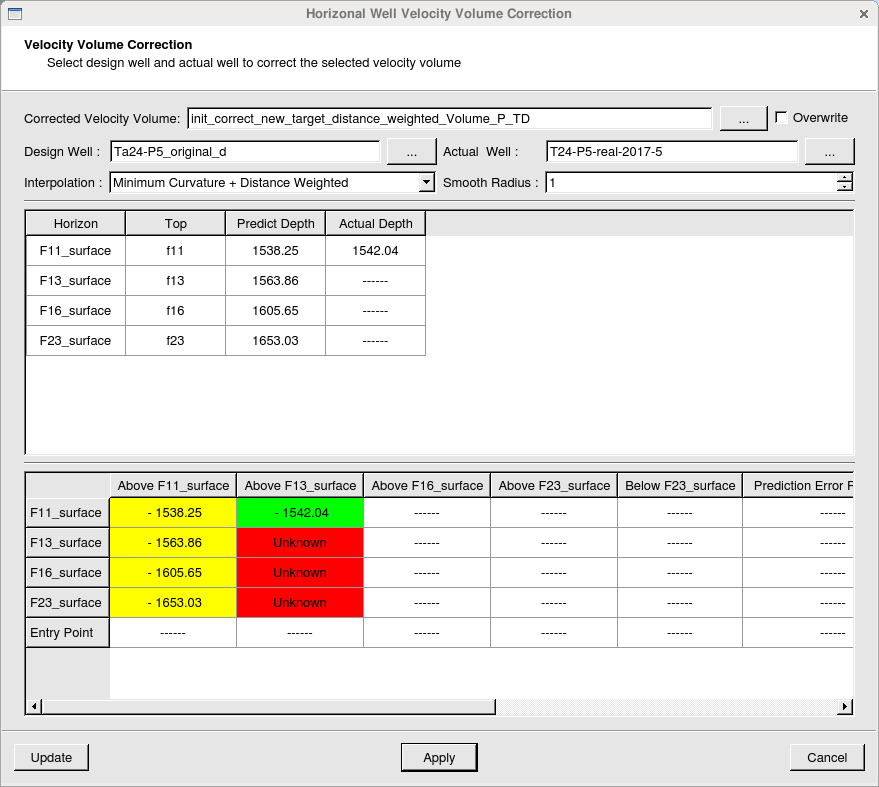 Horizonal Well Velocity Volume Correction
Velocity Volume Correction
Select design well and actual well to correct the selected velocity volume
Corrected Velocity Volume: init_correct_new_target_distance_weighted_Volume_P_TD ... Overwrite
Design Well : Ta24-P5_original_d ... Actual Well : T24-P5-real-2017-5 ...
Interpolation : Minimum Curvature + Distance Weighted Smooth Radius : 1
Horizon Top Predict Depth Actual Depth
F11_surface f11 1538.25 1542.04
F13_surface f13 1563.86 ------
F16_surface f16 1605.65 ------
F23_surface f23 1653.03 ------
Above F11_surface Above F13_surface Above F16_surface Above F23_surface Below F23_surface Prediction Error F
F11_surface - 1538.25 - 1542.04 ------ ------ ------ ------
F13_surface - 1563.86 Unknown ------ ------ ------ ------
F16_surface - 1605.65 Unknown ------ ------ ------ ------
F23_surface - 1653.03 Unknown ------ ------ ------ ------
Entry Point ------ ------ ------ ------ ------ ------
Update Apply Cancel